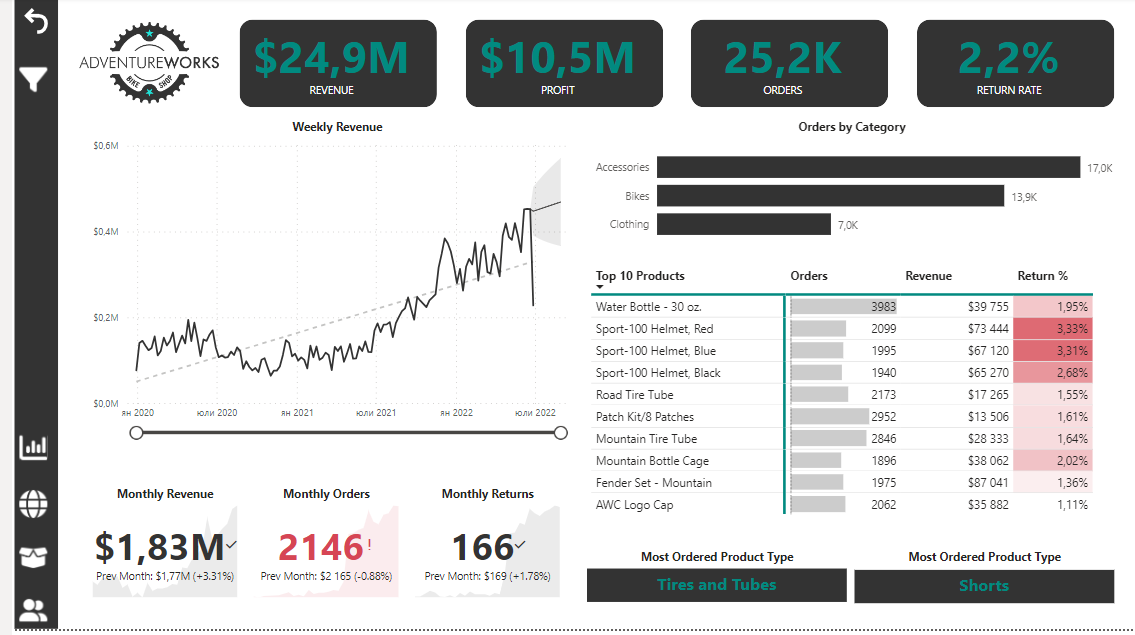 ADVENTUREWORKS
BIKE SHOP
$24,9M
REVENUE
$10,5M
PROFIT
25,2K
ORDERS
2,2%
RETURN RATE
Weekly Revenue
$0,6M
$0,4M
$0,2M
$0,0M
ян 2020
юли 2020
ян 2021
юли 2021
ян 2022
юли 2022
Orders by Category
Accessories 17,0K
Bikes 13,9K
Clothing 7,0K
Top 10 Products Orders Revenue Return %
Water Bottle - 30 oz. 3983 $39 755 1,95%
Sport-100 Helmet, Red 2099 $73 444 3,33%
Sport-100 Helmet, Blue 1995 $67 120 3,31%
Sport-100 Helmet, Black 1940 $65 270 2,68%
Road Tire Tube 2173 $17 265 1,55%
Patch Kit/8 Patches 2952 $13 506 1,61%
Mountain Tire Tube 2846 $28 333 1,64%
Mountain Bottle Cage 1896 $38 062 2,02%
Fender Set - Mountain 1975 $87 041 1,36%
AWC Logo Cap 2062 $35 882 1,11%
Monthly Revenue
$1,83M
Prev Month: $1,77M (+3.31%)
Monthly Orders
2146!
Prev Month: $2 165 (-0.88%)
Monthly Returns
166
Prev Month: $169 (+1.78%)
Most Ordered Product Type
Tires and Tubes
Most Ordered Product Type
Shorts